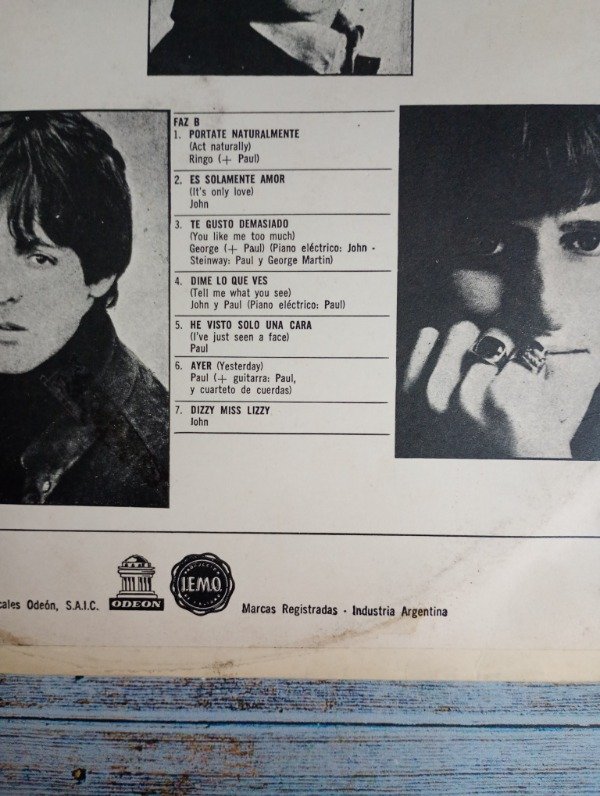 FAZ B
1. PORTATE NATURALMENTE
(Act naturally)
Ringo (+ Paul)
2. ES SOLAMENTE AMOR
(It's only love)
John
3. TE GUSTO DEMASIADO
(You like me too much)
George (+ Paul) (Piano eléctrico: John -
Steinway: Paul y George Martin)
4. DIME LO QUE VES
(Tell me what you see)
John y Paul (Piano eléctrico: Paul)
5. HE VISTO SOLO UNA CARA
(I've just seen a face)
Paul
6. AYER (Yesterday)
Paul (+ guitarra: Paul,
y cuarteto de cuerdas)
7. DIZZY MISS LIZZY
John
cales Odeón, S.A.I.C.
ODEON
I.E.M.O.
Marcas Registradas - Industria Argentina